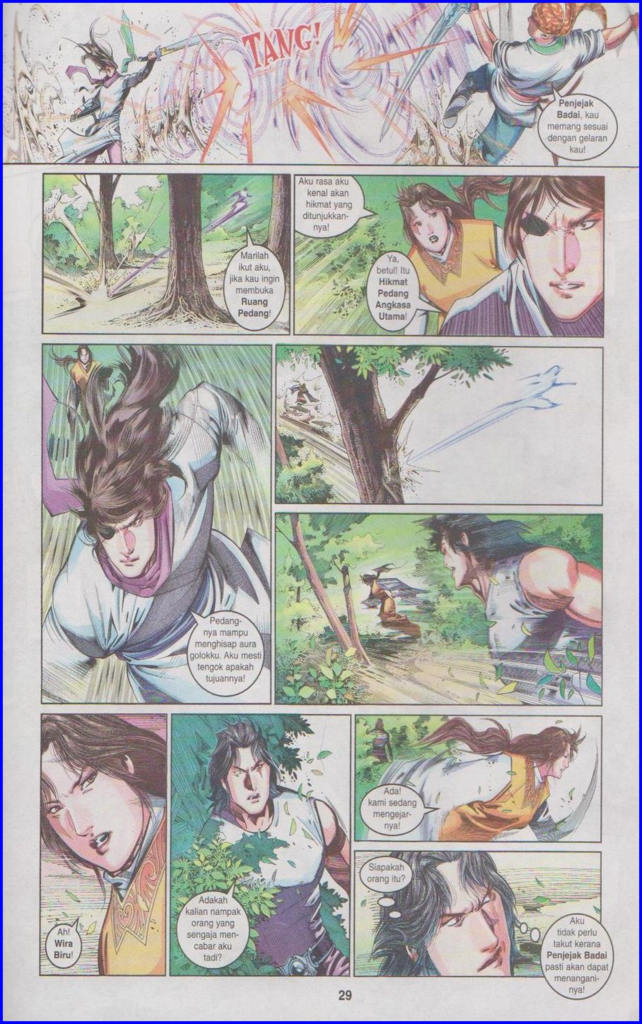 TANG!
Penjejak
Badai, kau
memang sesuai
dengan gelaran
kau!
Marilah
ikut aku,
jika kau ingin
membuka
Ruang
Pedang!
Aku rasa aku
kenal akan
hikmat yang
ditunjukkan-
nya!
Ya,
betul! Itu
Hikmat
Pedang
Angkasa
Utama!
Pedang-
nya mampu
menghisap aura
golokku. Aku mesti
tengok apakah
tujuannya!
Ah!
Wira
Biru!
Adakah
kalian nampak
orang yang
sengaja men-
cabar aku
tadi?
Ada!
kami sedang
mengejar-
nya!
Siapakah
orang itu?
Aku
tidak perlu
takut kerana
Penjejak Badai
pasti akan dapat
menangani-
nya!
29